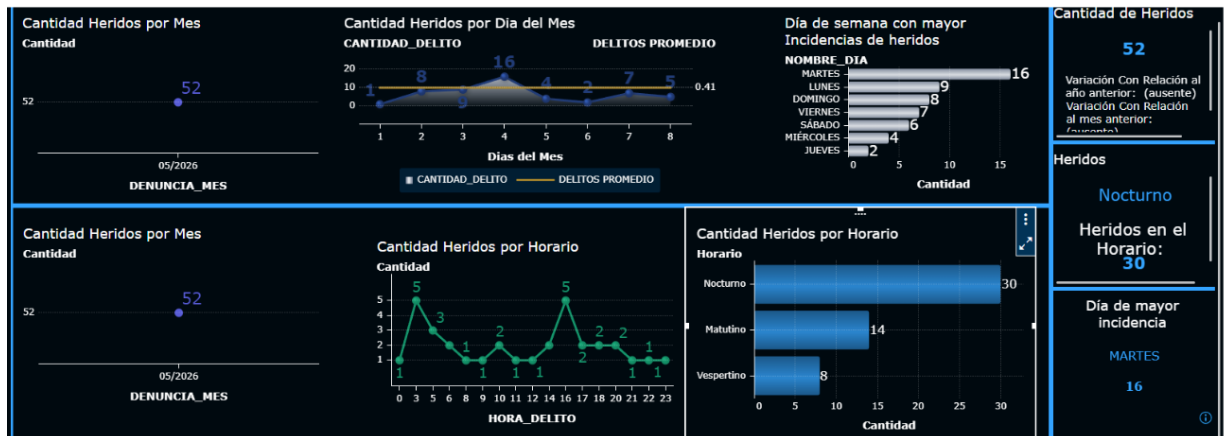 Cantidad Heridos por Mes
Cantidad
52
52
05/2026
DENUNCIA_MES
Cantidad Heridos por Dia del Mes
CANTIDAD_DELITO
DELITOS PROMEDIO
20
10
0
1
8
9
16
4
2
7
5
0.41
1 2 3 4 5 6 7 8
Dias del Mes
CANTIDAD_DELITO DELITOS PROMEDIO
Día de semana con mayor
Incidencias de heridos
NOMBRE_DIA
MARTES 16
LUNES 9
DOMINGO 8
VIERNES 7
SÁBADO 6
MIÉRCOLES 4
JUEVES 2
0 5 10 15
Cantidad
Cantidad de Heridos
52
Variación Con Relación al
año anterior: (ausente)
Variación Con Relación
al mes anterior:
(ausente)
Cantidad Heridos por Mes
Cantidad
52
52
05/2026
DENUNCIA_MES
Cantidad Heridos por Horario
Cantidad
5
4
3
2
1
1 5 3 1 1 2 1 1 5 2 2 2 1 1 1
0 3 5 6 8 9 10 11 12 14 16 17 18 20 21 22 23
HORA_DELITO
Cantidad Heridos por Horario
Horario
Nocturno 30
Matutino 14
Vespertino 8
0 5 10 15 20 25 30
Cantidad
Heridos
Nocturno
Heridos en el
Horario:
30
Día de mayor
incidencia
MARTES
16